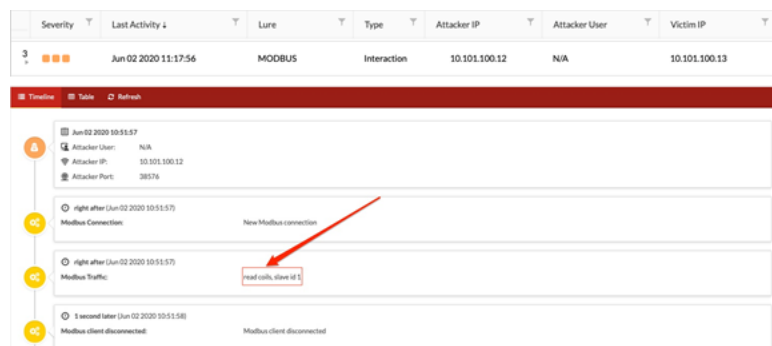 Severity Last Activity ↓ Lure Type Attacker IP Attacker User Victim IP
3 Jun 02 2020 11:17:56 MODBUS Interaction 10.101.100.12 N/A 10.101.100.13
Timeline Table Refresh
Jun 02 2020 10:51:57
Attacker User: N/A
Attacker IP: 10.101.100.12
Attacker Port: 38576
right after (Jun 02 2020 10:51:57)
Modbus Connection: New Modbus connection
right after (Jun 02 2020 10:51:57)
Modbus Traffic: read coils, slave id 1
1 second later (Jun 02 2020 10:51:58)
Modbus client disconnected: Modbus client disconnected